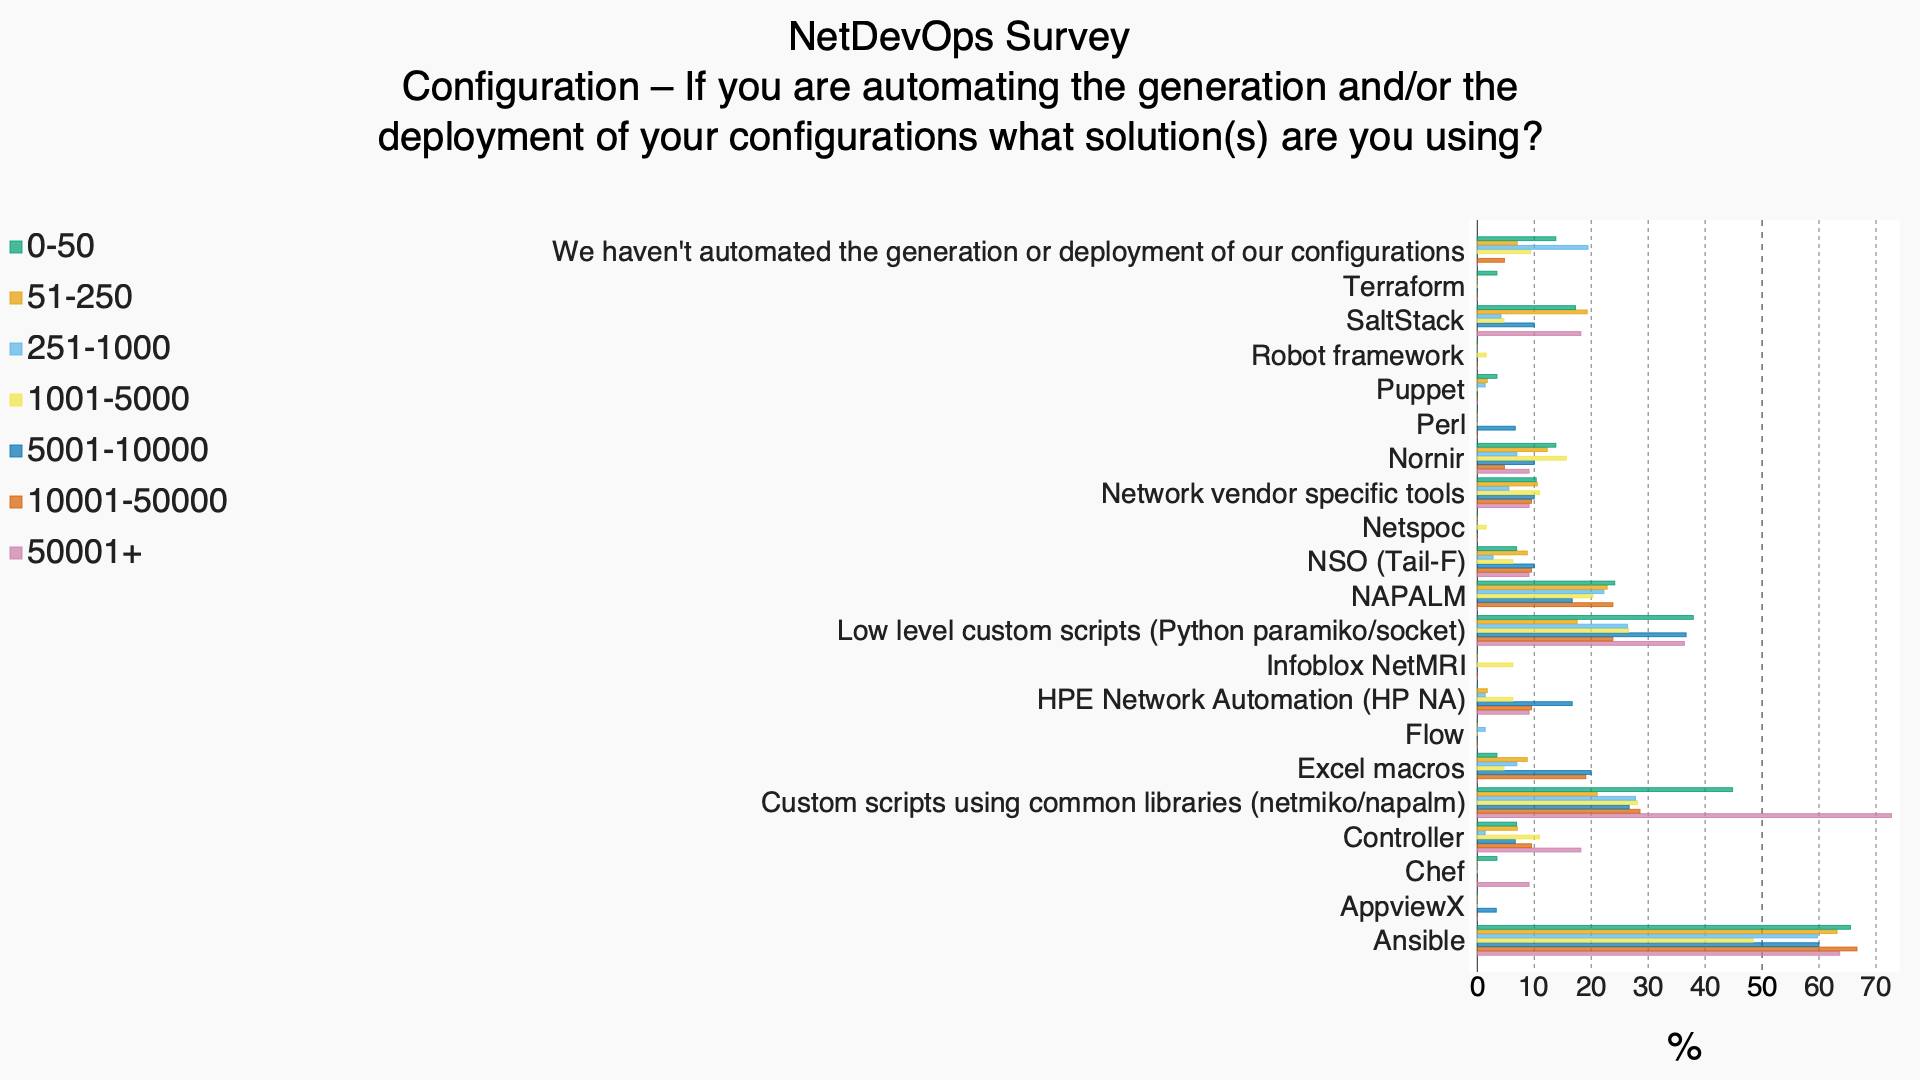 NetDevOps Survey
Configuration – If you are automating the generation and/or the
deployment of your configurations what solution(s) are you using?
0-50
51-250
251-1000
1001-5000
5001-10000
10001-50000
50001+
We haven't automated the generation or deployment of our configurations
Terraform
SaltStack
Robot framework
Puppet
Perl
Nornir
Network vendor specific tools
Netspoc
NSO (Tail-F)
NAPALM
Low level custom scripts (Python paramiko/socket)
Infoblox NetMRI
HPE Network Automation (HP NA)
Flow
Excel macros
Custom scripts using common libraries (netmiko/napalm)
Controller
Chef
AppviewX
Ansible
0 10 20 30 40 50 60 70
%